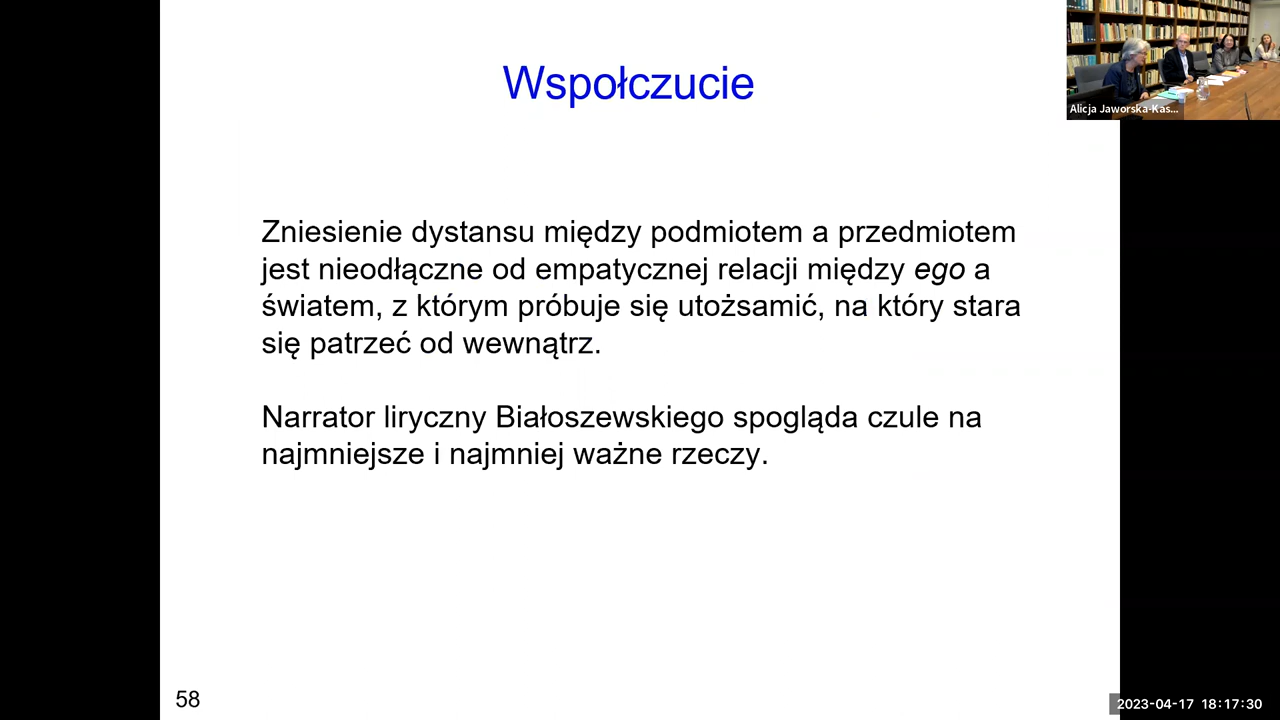 Wspołczucie
Alicja Jaworska-Kas...
Zniesienie dystansu między podmiotem a przedmiotem
jest nieodłączne od empatycznej relacji między ego a
światem, z którym próbuje się utożsamić, na który stara
się patrzeć od wewnątrz.
Narrator liryczny Białoszewskiego spogląda czule na
najmniejsze i najmniej ważne rzeczy.
58
2023-04-17 18:17:30